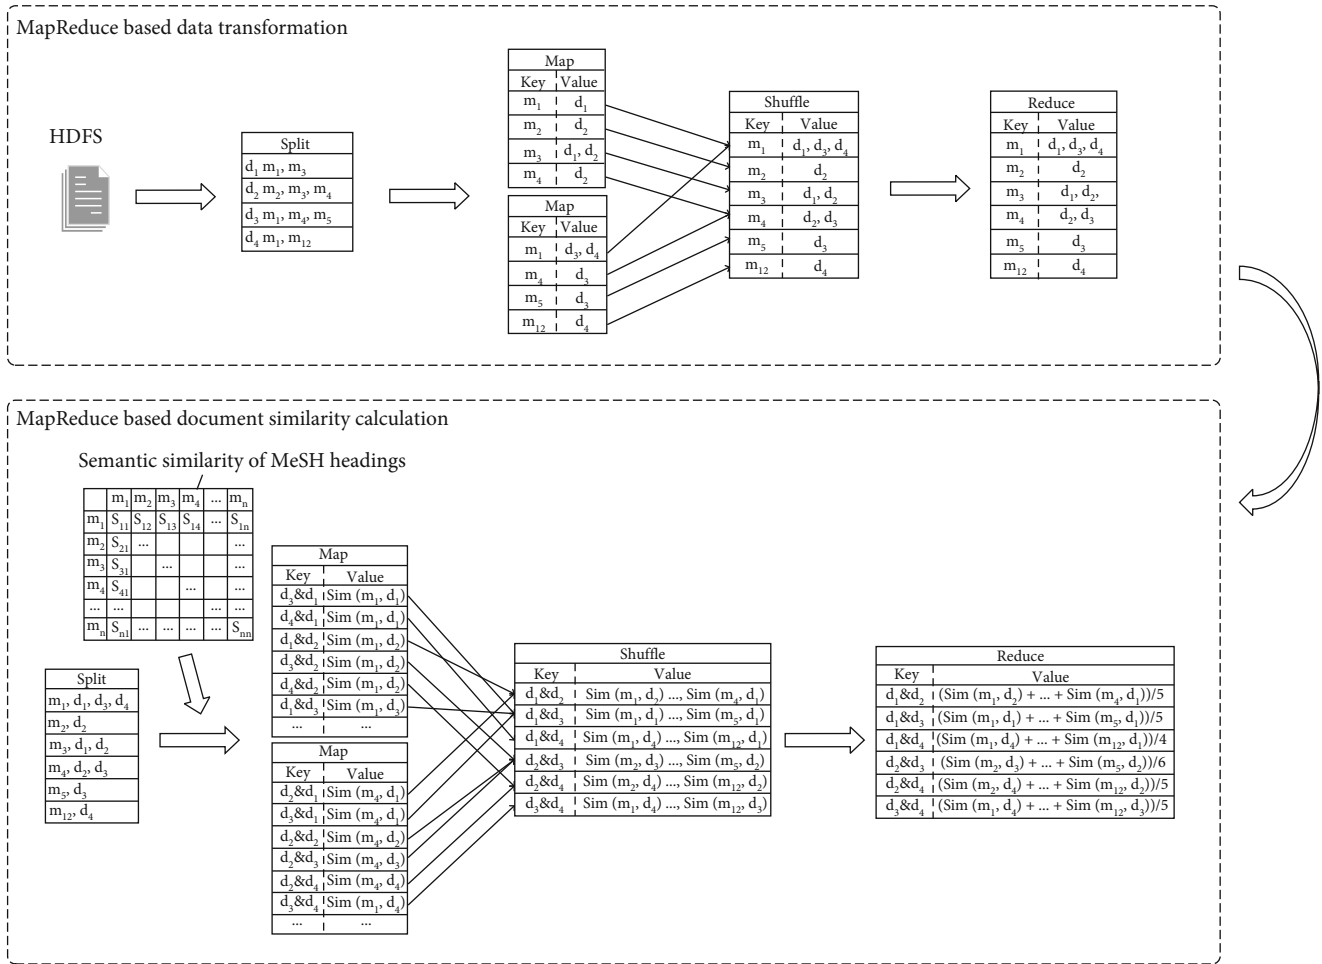 MapReduce based data transformation
HDFS
Split
d₁ m₁, m₃
d₂ m₂, m₃, m₄
d₃ m₁, m₄, m₅
d₄ m₁, m₁₂
Map
Key Value
m₁ d₁
m₂ d₂
m₃ d₁, d₂
m₄ d₂
Map
Key Value
m₁ d₃, d₄
m₄ d₃
m₅ d₃
m₁₂ d₄
Shuffle
Key Value
m₁ d₁, d₃, d₄
m₂ d₂
m₃ d₁, d₂
m₄ d₂, d₃
m₅ d₃
m₁₂ d₄
Reduce
Key Value
m₁ d₁, d₃, d₄
m₂ d₂
m₃ d₁, d₂,
m₄ d₂, d₃
m₅ d₃
m₁₂ d₄
MapReduce based document similarity calculation
Semantic similarity of MeSH headings
m₁ m₂ m₃ m₄ ... mₙ
m₁ S₁₁ S₁₂ S₁₃ S₁₄ ... S₁ₙ
m₂ S₂₁ ... ...
m₃ S₃₁ ... ...
m₄ S₄₁ ... ...
... ... ... ...
mₙ Sₙ₁ ... ... ... ... Sₙₙ
Split
m₁, d₁, d₃, d₄
m₂, d₂
m₃, d₁, d₂
m₄, d₂, d₃
m₅, d₃
m₁₂, d₄
Map
Key Value
d₃&d₁ Sim (m₁, d₁)
d₄&d₁ Sim (m₁, d₁)
d₁&d₂ Sim (m₁, d₂)
d₃&d₂ Sim (m₁, d₂)
d₄&d₂ Sim (m₁, d₂)
d₁&d₃ Sim (m₁, d₃)
... ...
Map
Key Value
d₂&d₁ Sim (m₄, d₁)
d₃&d₁ Sim (m₄, d₁)
d₂&d₂ Sim (m₄, d₂)
d₂&d₃ Sim (m₄, d₃)
d₂&d₄ Sim (m₄, d₄)
d₃&d₄ Sim (m₁, d₄)
... ...
Shuffle
Key Value
d₁&d₂ Sim (m₁, d₂) ..., Sim (m₄, d₁)
d₁&d₃ Sim (m₁, d₁) ..., Sim (m₅, d₁)
d₁&d₄ Sim (m₁, d₄) ..., Sim (m₁₂, d₁)
d₂&d₃ Sim (m₂, d₃) ..., Sim (m₅, d₂)
d₂&d₄ Sim (m₂, d₄) ..., Sim (m₁₂, d₂)
d₃&d₄ Sim (m₁, d₄) ..., Sim (m₁₂, d₃)
Reduce
Key Value
d₁&d₂ (Sim (m₁, d₂) + ... + Sim (m₄, d₁))/5
d₁&d₃ (Sim (m₁, d₁) + ... + Sim (m₅, d₁))/5
d₁&d₄ (Sim (m₁, d₄) + ... + Sim (m₁₂, d₁))/4
d₂&d₃ (Sim (m₂, d₃) + ... + Sim (m₅, d₂))/6
d₂&d₄ (Sim (m₂, d₄) + ... + Sim (m₁₂, d₂))/5
d₃&d₄ (Sim (m₁, d₄) + ... + Sim (m₁₂, d₃))/5